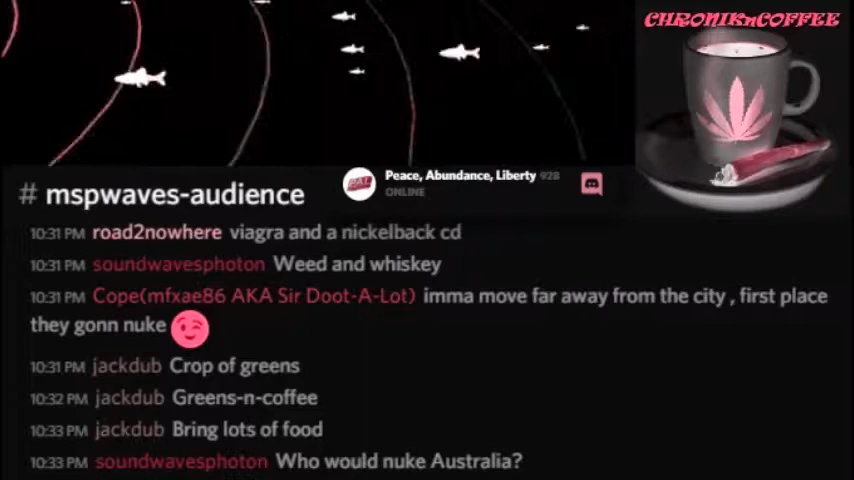 CHRONIKnCOFFEE
Peace, Abundance, Liberty 928
ONLINE
# mspwaves-audience
10:31 PM road2nowhere viagra and a nickelback cd
10:31 PM soundwavesphoton Weed and whiskey
10:31 PM Cope(mfxae86 AKA Sir Doot-A-Lot) imma move far away from the city , first place
they gonn nuke
10:31 PM jackdub Crop of greens
10:32 PM jackdub Greens-n-coffee
10:33 PM jackdub Bring lots of food
10:33 PM soundwavesphoton Who would nuke Australia?